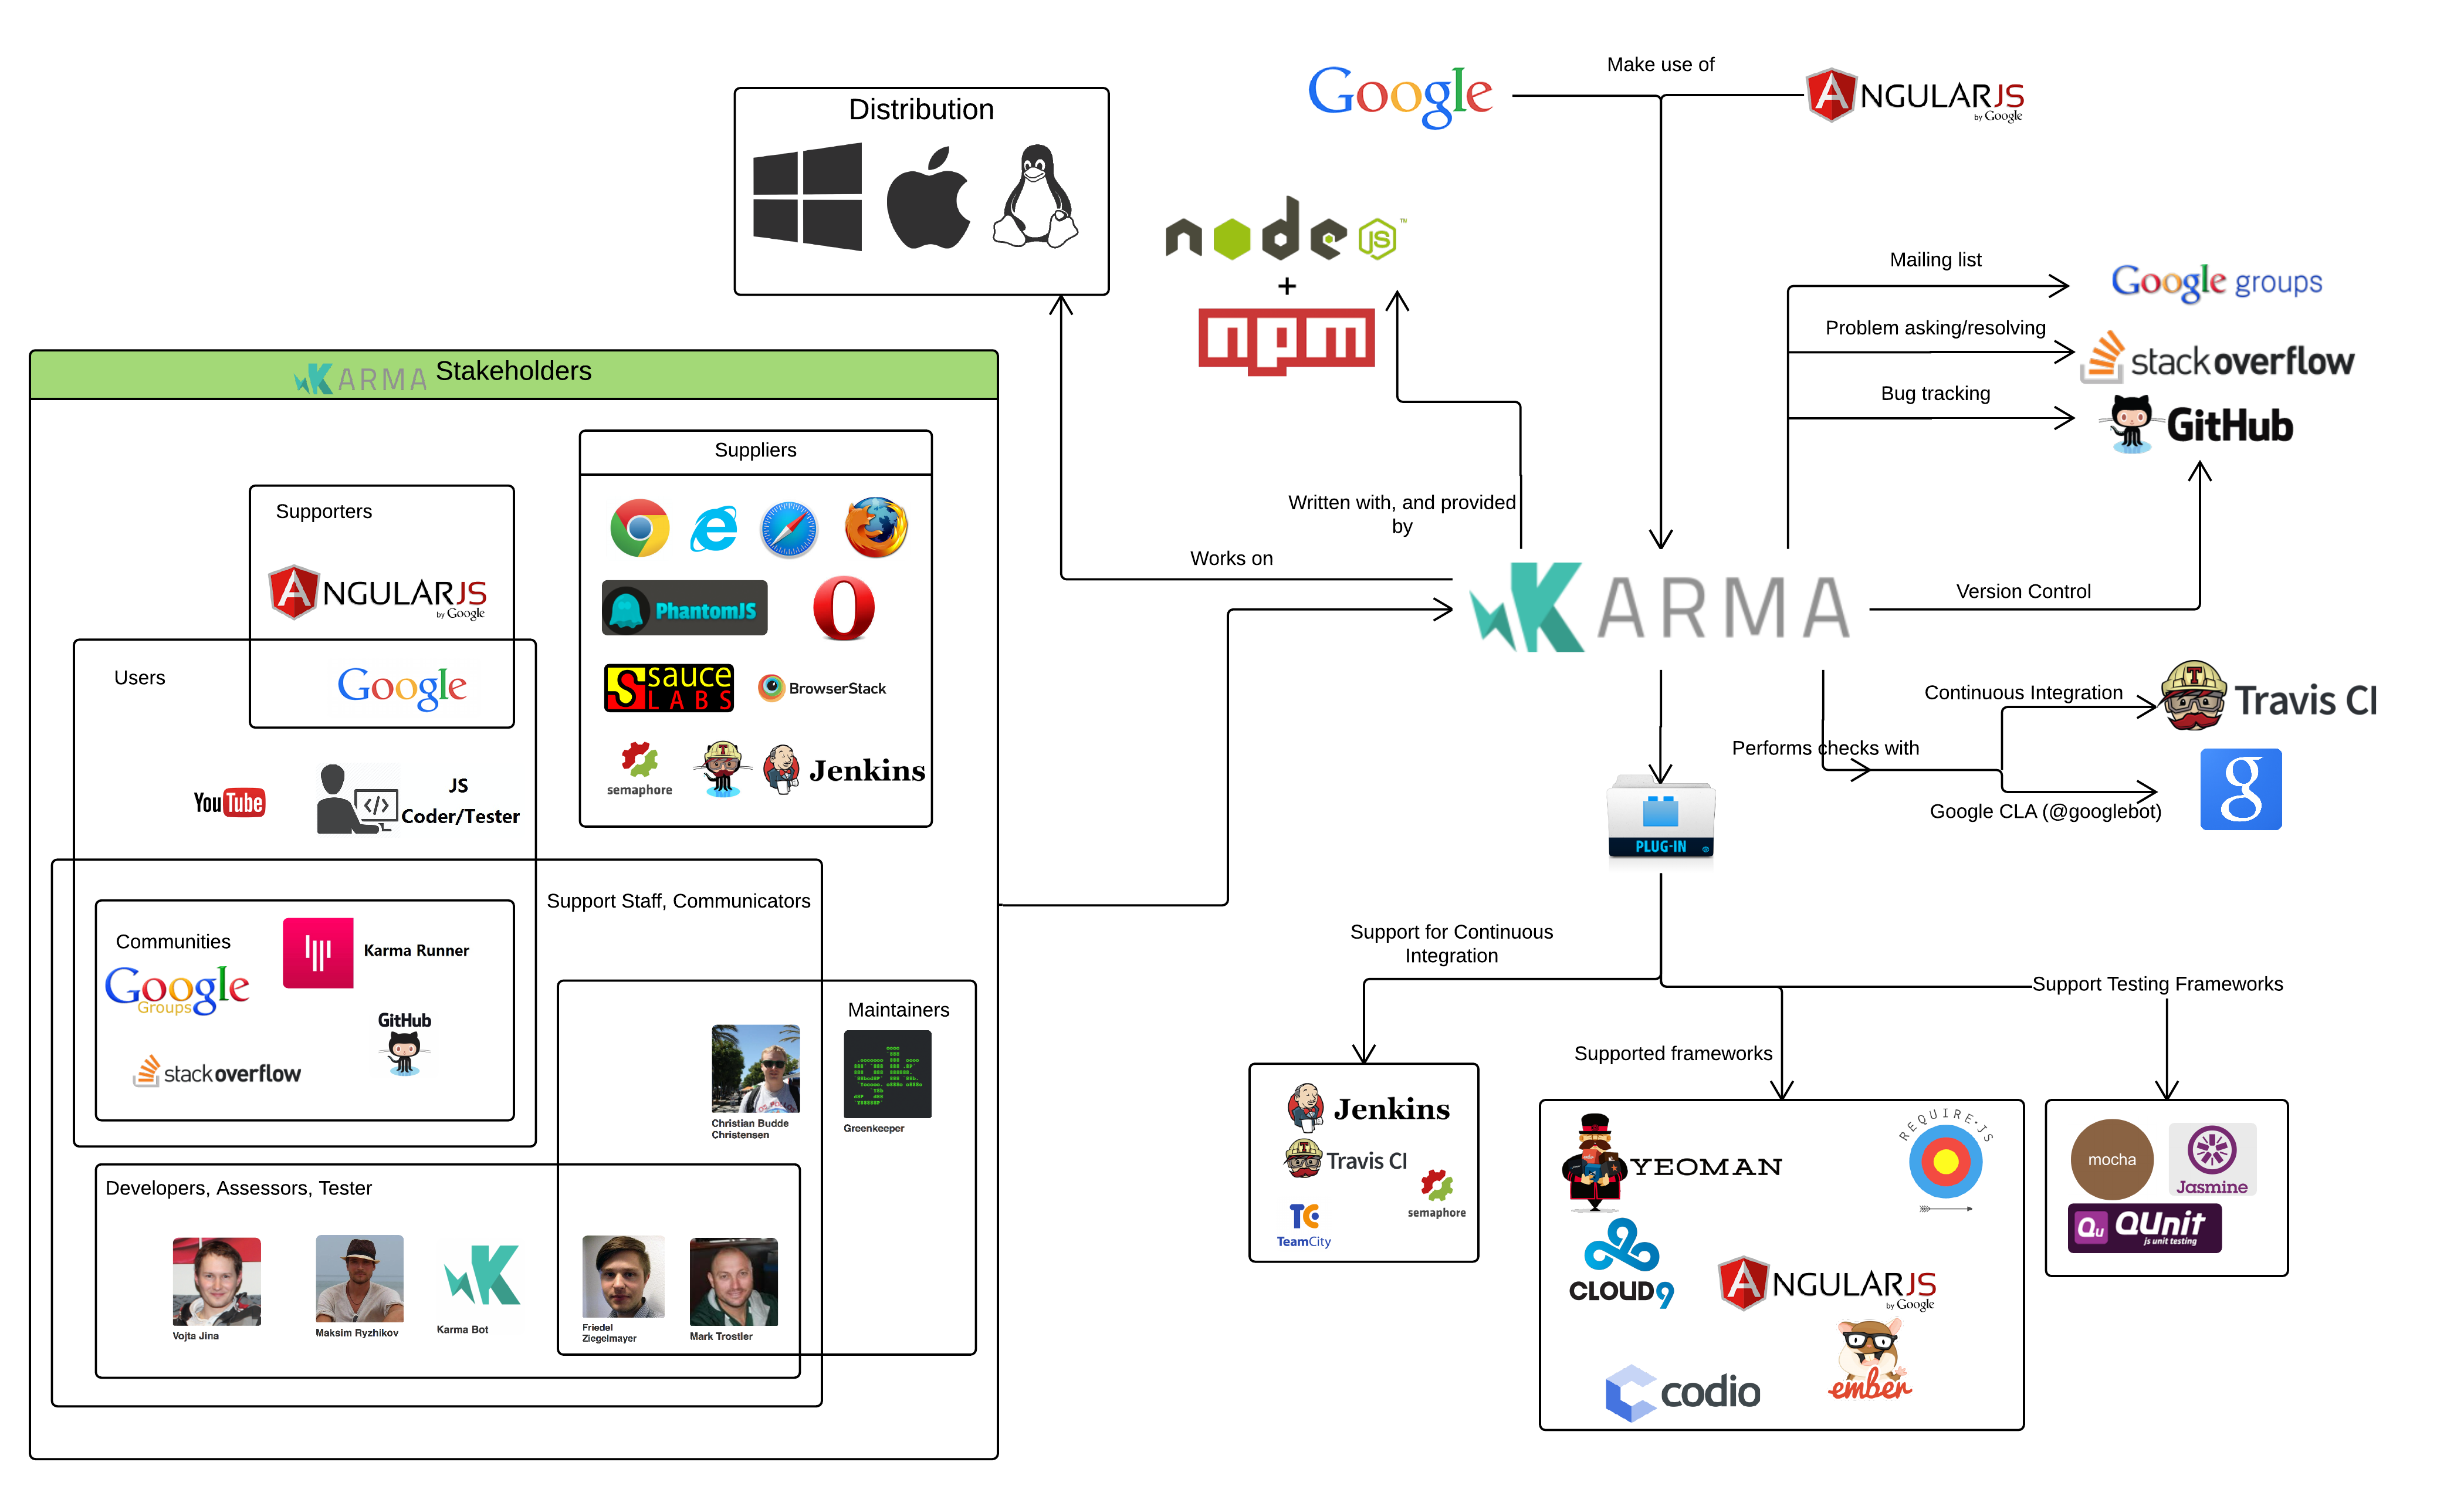 Make use of
Google
ANGULARJS
by Google
Distribution
node JS ™
+
npm
Mailing list
Google groups
Problem asking/resolving
stackoverflow
Bug tracking
GitHub
KARMA Stakeholders
Suppliers
Supporters
ANGULARJS
by Google
PhantomJS
Written with, and provided
by
Works on
KARMA
Version Control
Users
Google
sauce
LABS
BrowserStack
Continuous Integration
Travis CI
Performs checks with
Google CLA (@googlebot)
g
semaphore
Jenkins
YouTube
JS
Coder/Tester
PLUG-IN
Support Staff, Communicators
Communities
Karma Runner
Google
Groups
GitHub
stackoverflow
Maintainers
Christian Budde
Christensen
Greenkeeper
Developers, Assessors, Tester
Vojta Jina
Maksim Ryzhikov
Karma Bot
Friedel
Ziegelmayer
Mark Trostler
Support for Continuous
Integration
Support Testing Frameworks
Supported frameworks
Jenkins
Travis CI
semaphore
TC
TeamCity
YEOMAN
REQUIRE·JS
CLOUD9
ANGULARJS
by Google
codio
ember
mocha
Jasmine
Qu QUnit
js unit testing